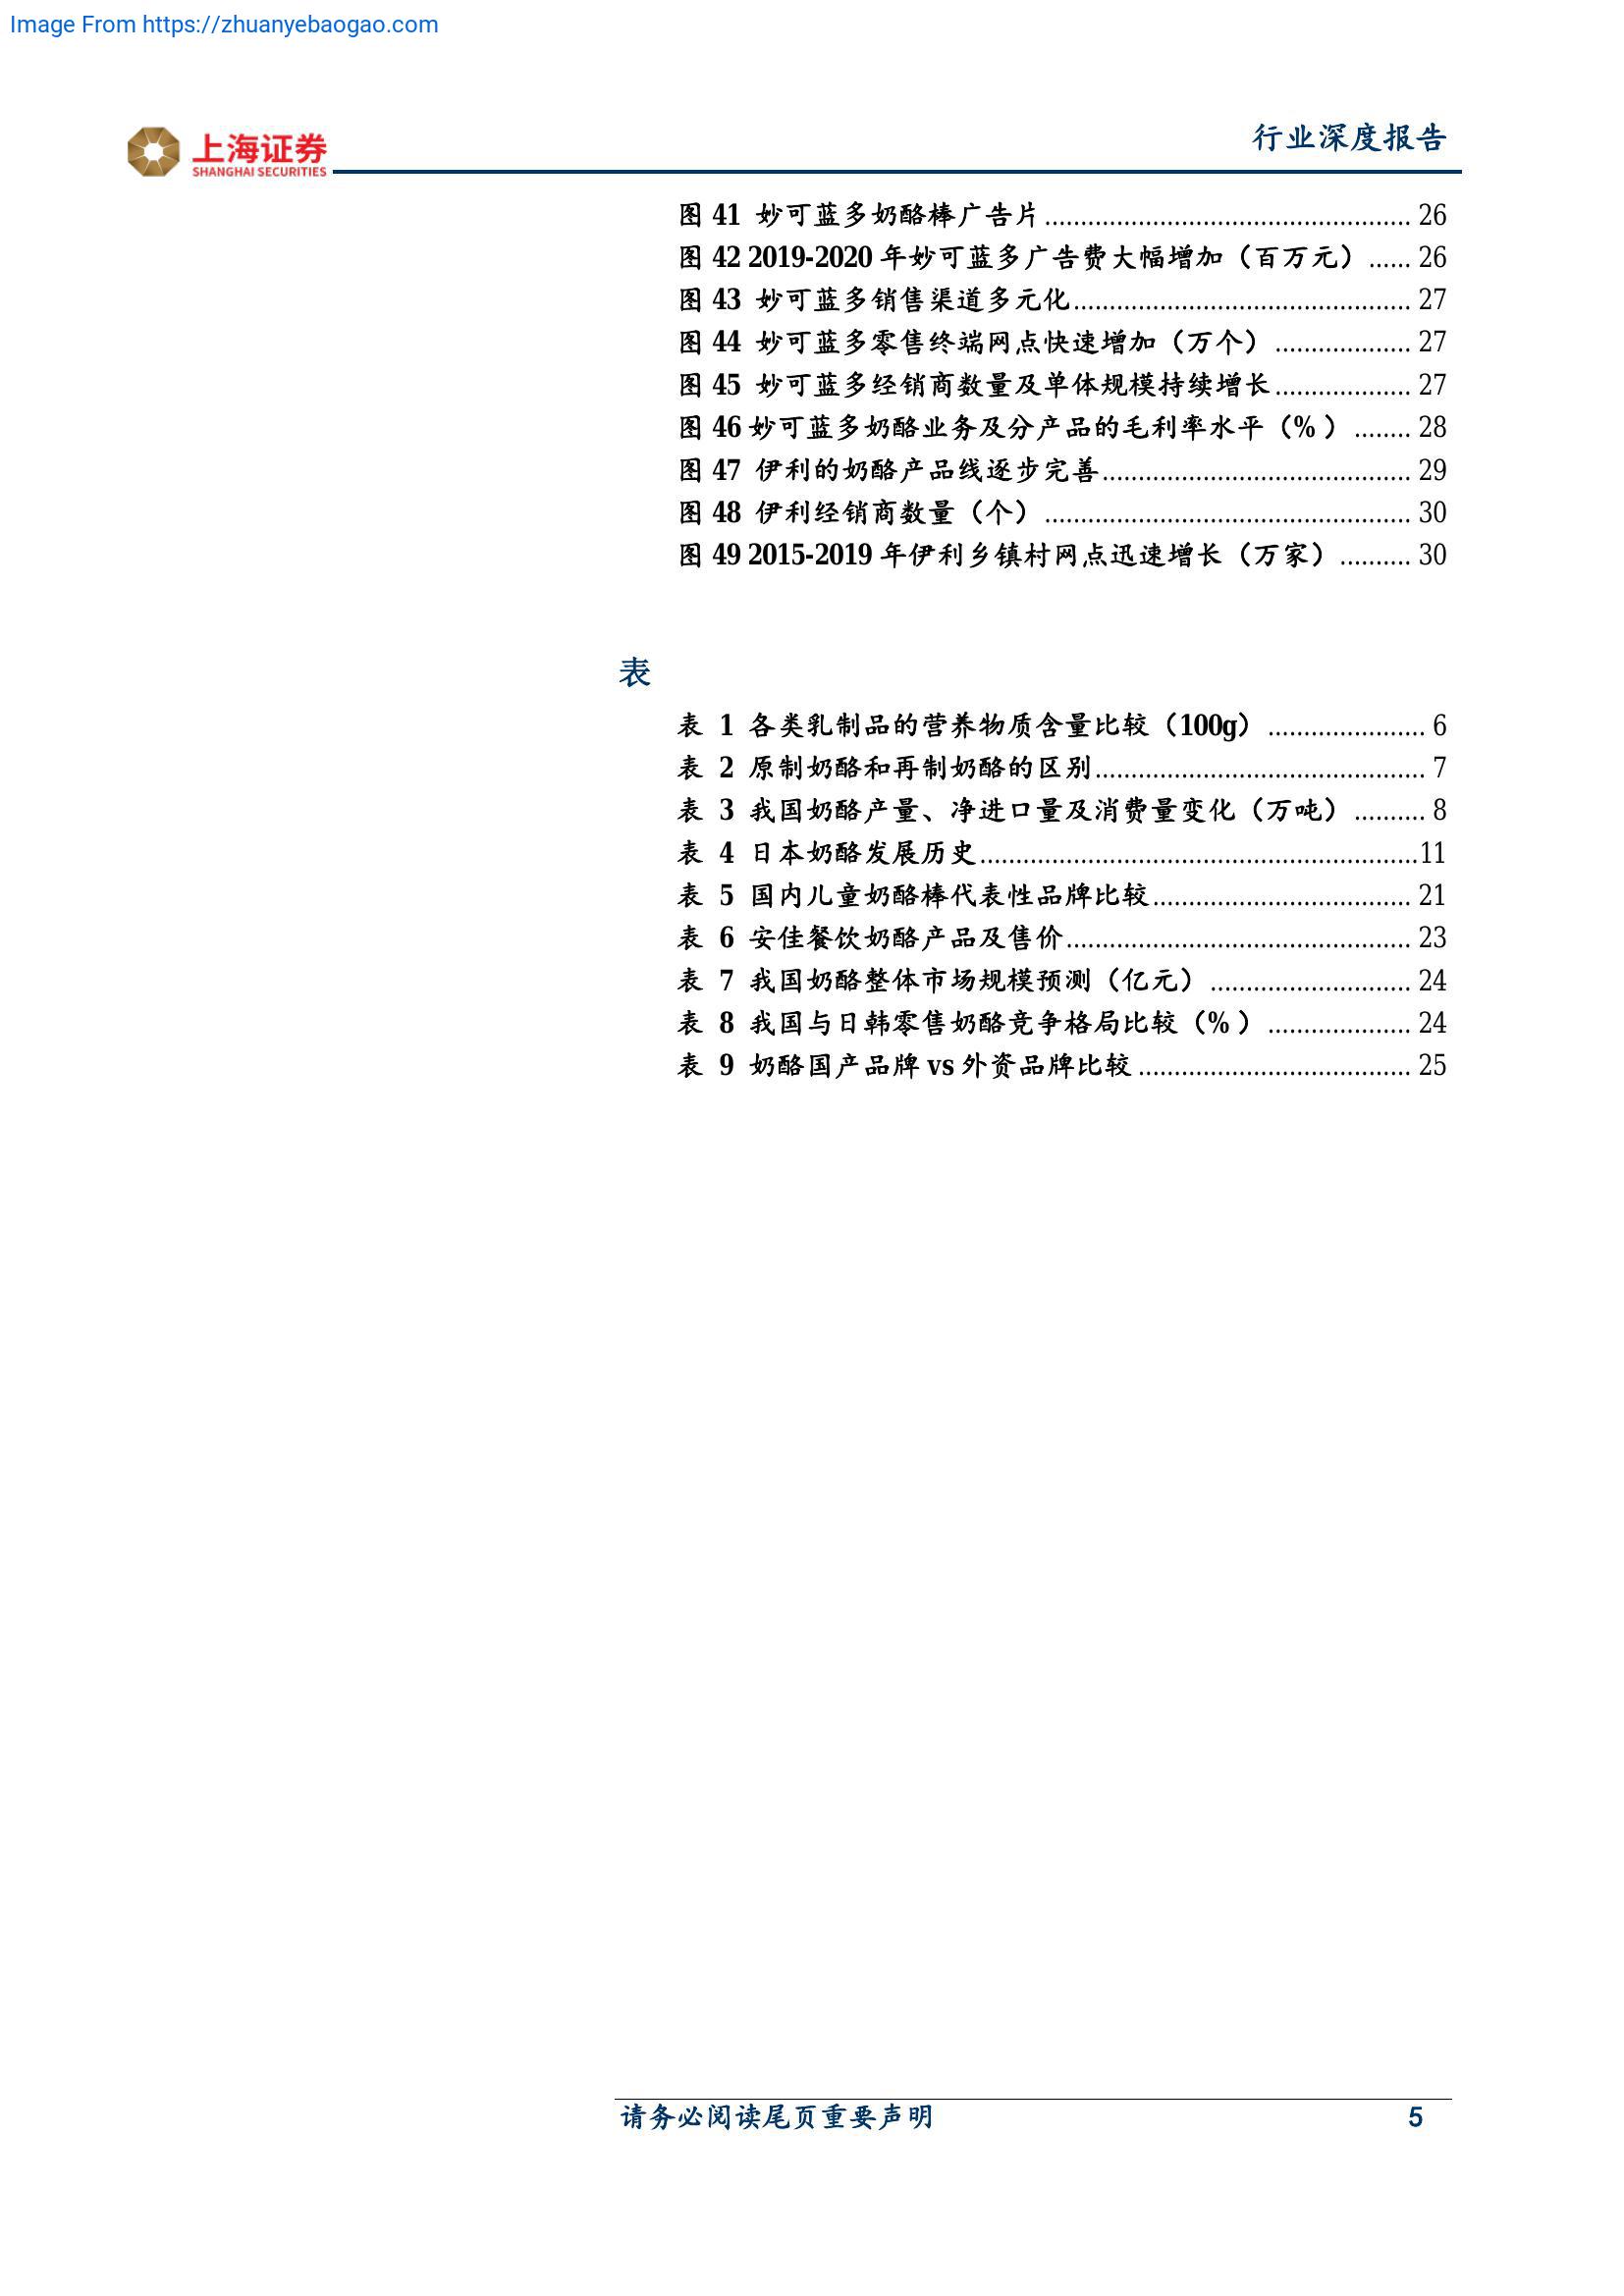 Image From https://zhuanyebaogao.com
上海证券
SHANGHAI SECURITIES
行业深度报告
图 41 妙可蓝多奶酪棒广告片................................................... 26
图 42 2019-2020 年妙可蓝多广告费大幅增加（百万元）...... 26
图 43 妙可蓝多销售渠道多元化............................................... 27
图 44 妙可蓝多零售终端网点快速增加（万个）................... 27
图 45 妙可蓝多经销商数量及单体规模持续增长................... 27
图 46 妙可蓝多奶酪业务及分产品的毛利率水平（%）........ 28
图 47 伊利的奶酪产品线逐步完善........................................... 29
图 48 伊利经销商数量（个）................................................... 30
图 49 2015-2019 年伊利乡镇村网点迅速增长（万家）.......... 30
表
表 1 各类乳制品的营养物质含量比较（100g）...................... 6
表 2 原制奶酪和再制奶酪的区别.............................................. 7
表 3 我国奶酪产量、净进口量及消费量变化（万吨）.......... 8
表 4 日本奶酪发展历史.............................................................11
表 5 国内儿童奶酪棒代表性品牌比较.................................... 21
表 6 安佳餐饮奶酪产品及售价................................................ 23
表 7 我国奶酪整体市场规模预测（亿元）............................ 24
表 8 我国与日韩零售奶酪竞争格局比较（%）.................... 24
表 9 奶酪国产品牌 vs 外资品牌比较...................................... 25
请务必阅读尾页重要声明
5